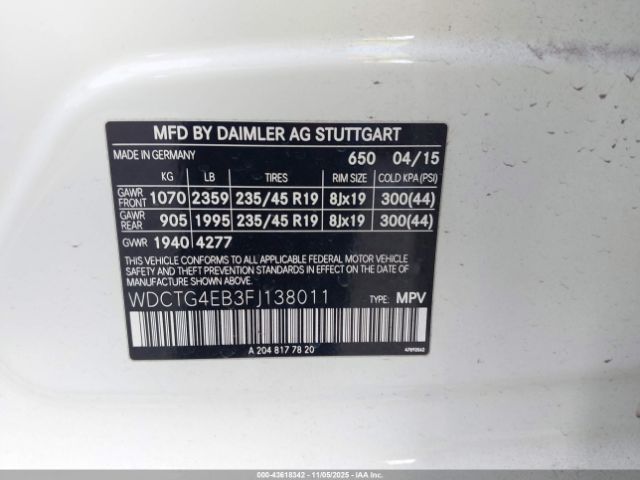 MFD BY DAIMLER AG STUTTGART
MADE IN GERMANY 650 04/15
KG LB TIRES RIM SIZE COLD KPA (PSI)
GAWR FRONT 1070 2359 235/45 R19 8Jx19 300(44)
GAWR REAR 905 1995 235/45 R19 8Jx19 300(44)
GVWR 1940 4277
THIS VEHICLE CONFORMS TO ALL APPLICABLE FEDERAL MOTOR VEHICLE
SAFETY AND THEFT PREVENTION STANDARDS IN EFFECT ON THE DATE OF
MANUFACTURE SHOWN ABOVE.
WDCTG4EB3FJ138011 TYPE: MPV
A 204 817 78 20
000-43618342 - 11/05/2025 - IAAI.COM